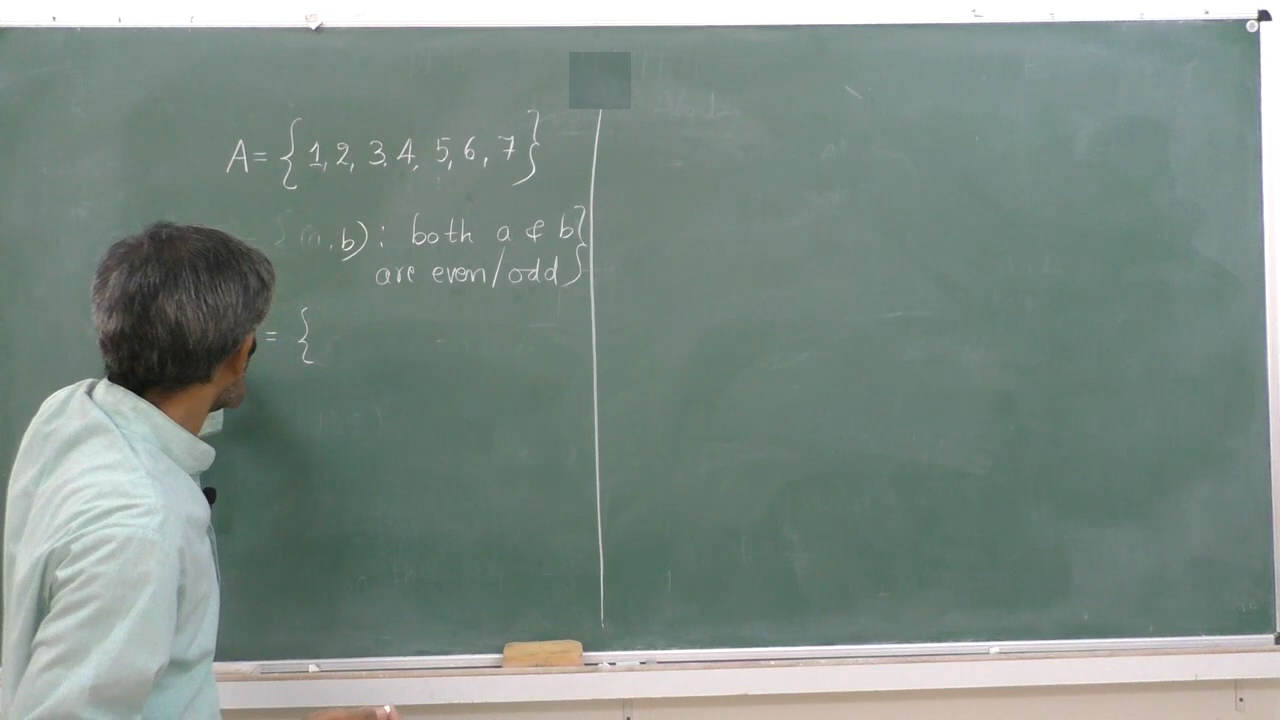 A = { 1, 2, 3, 4, 5, 6, 7 }
, b) : both a & b
are even/odd }
= {